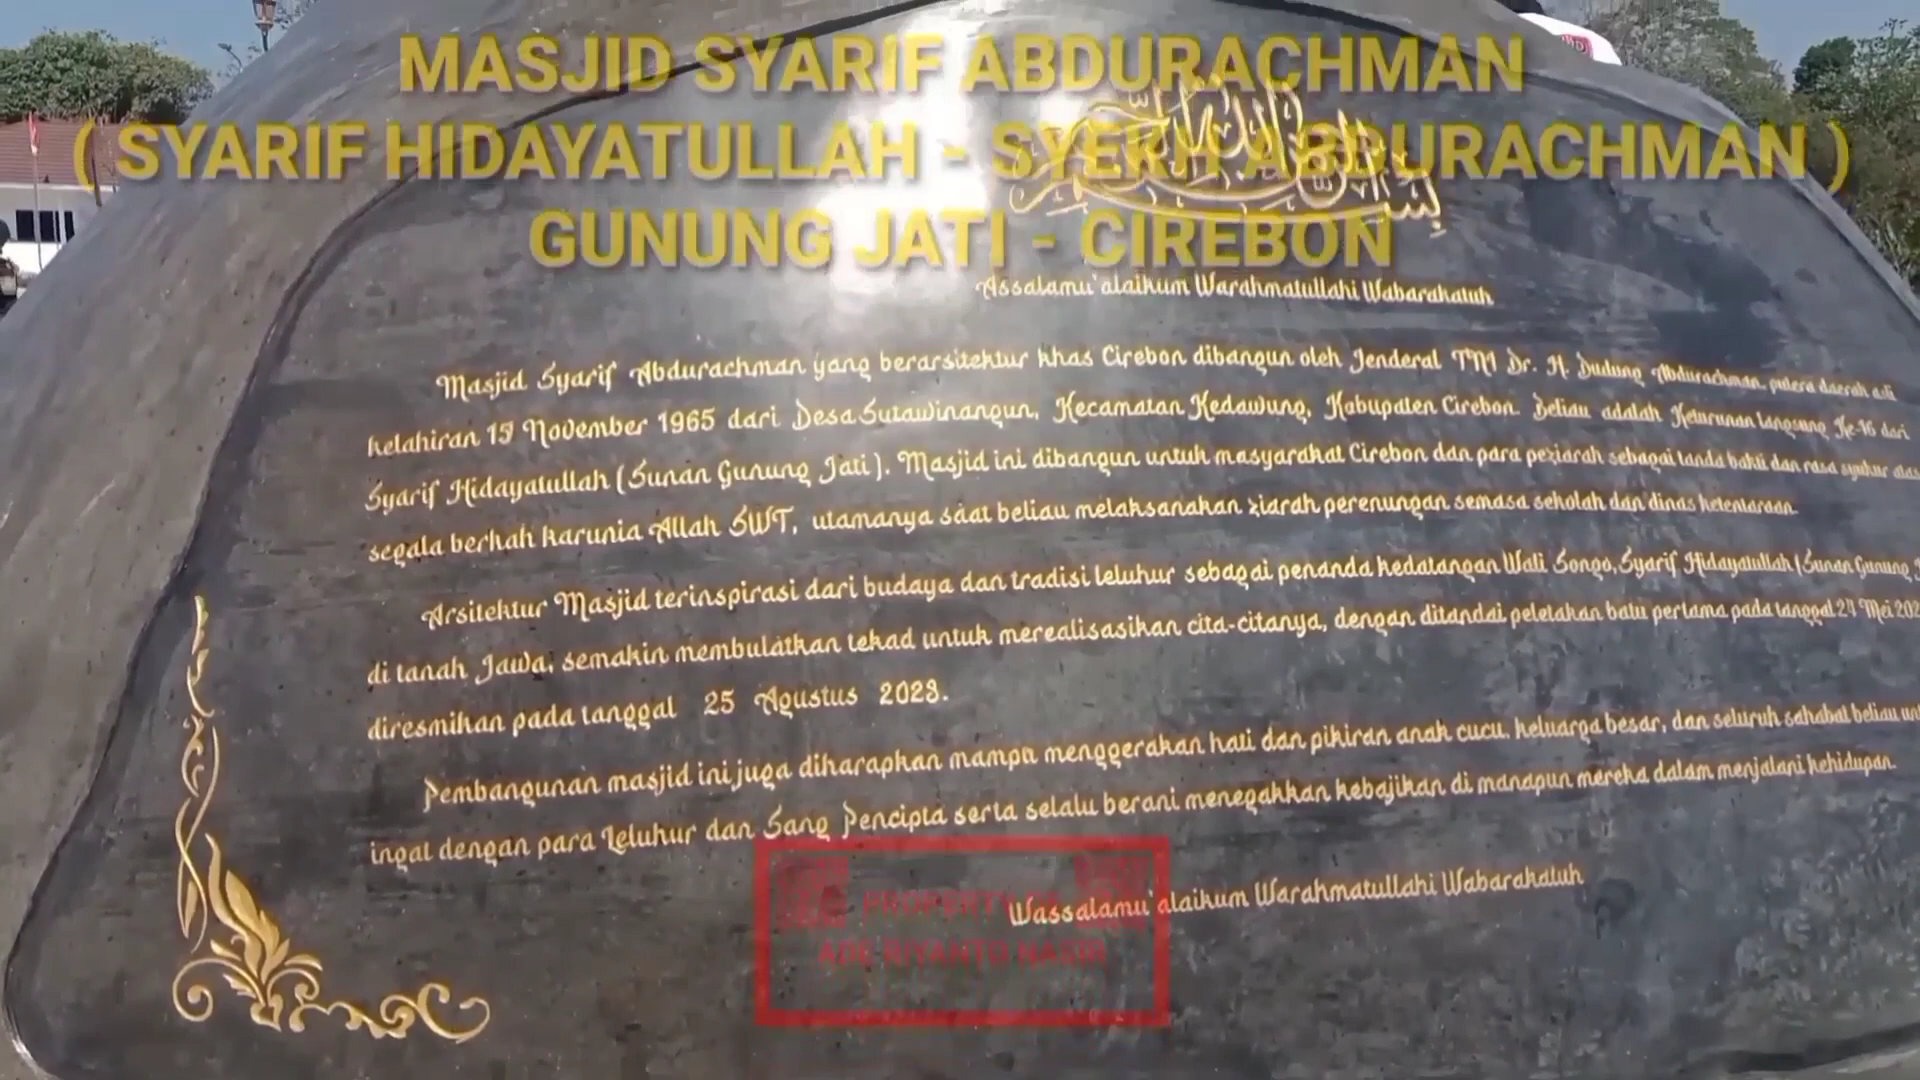 MASJID SYARIF ABDURACHMAN
( SYARIF HIDAYATULLAH - SYEKH ABDURACHMAN )
GUNUNG JATI - CIREBON
Assalamu'alaikum Warahmatullahi Wabarakatuh
Masjid Syarif Abdurachman yang berarsitektur khas Cirebon dibangun oleh Jenderal TNI Dr. H. Dudung Abdurachman, putera daerah asli
kelahiran 19 November 1965 dari Desa Sutawinangun, Kecamatan Kedawung, Kabupaten Cirebon. Beliau adalah Keturunan langsung Ke-16 dari
Syarif Hidayatullah (Sunan Gunung Jati). Masjid ini dibangun untuk masyarakat Cirebon dan para peziarah sebagai tanda bakti dan rasa syukur atas
segala berkah karunia Allah SWT, utamanya saat beliau melaksanakan ziarah perenungan semasa sekolah dan dinas ketentaraan.
Arsitektur Masjid terinspirasi dari budaya dan tradisi leluhur sebagai penanda kedatangan Wali Songo, Syarif Hidayatullah (Sunan Gunung
di tanah Jawa, semakin membulatkan tekad untuk merealisasikan cita-citanya, dengan ditandai peletakan batu pertama pada tanggal Mei
diresmikan pada tanggal 25 Agustus 2023.
Pembangunan masjid ini juga diharapkan mampu menggerakan hati dan pikiran anak cucu, keluarga besar, dan seluruh sahabat beliau
ingat dengan para Leluhur dan Sang Pencipta serta selalu berani menegakkan kebajikan di manapun mereka dalam menjalani kehidupan.
Wassalamu'alaikum Warahmatullahi Wabarakatuh
PROPERTY
ADE RIYANTO NASIR